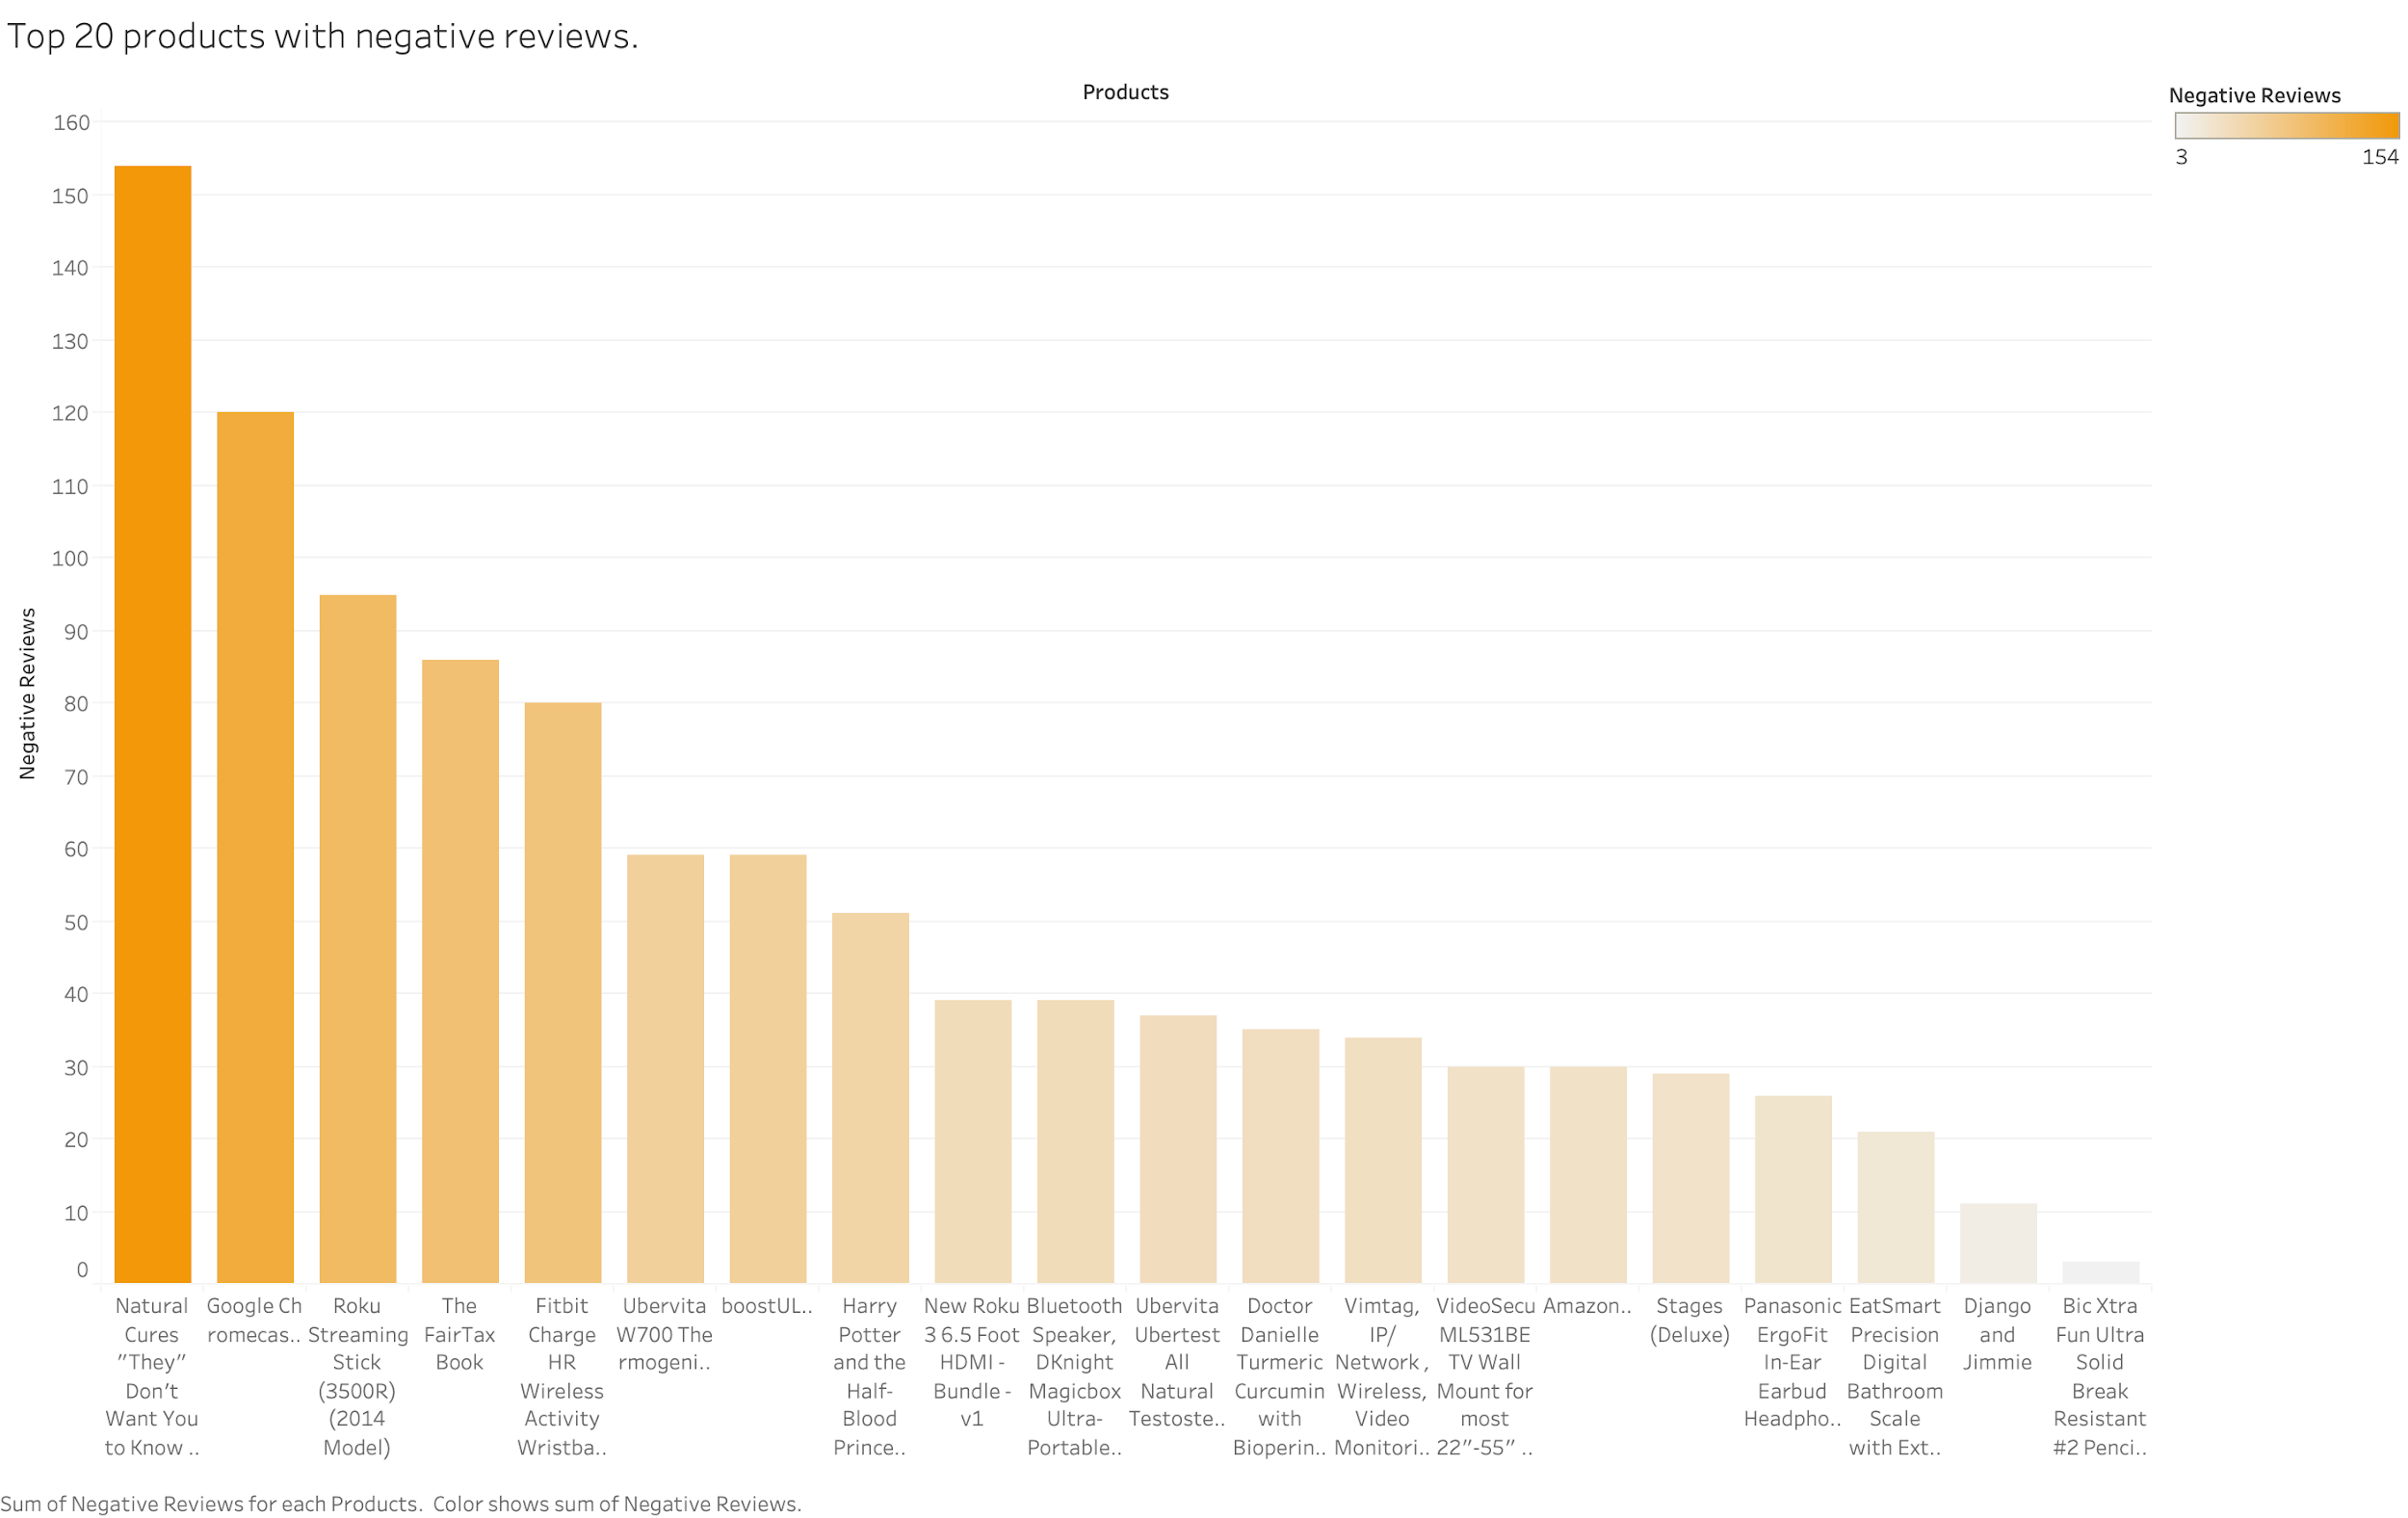 Top 20 products with negative reviews.
Products
Negative Reviews
3 154
160
150
140
130
120
110
100
90
80
70
60
50
40
30
20
10
0
Negative Reviews
Natural
Cures
"They"
Don't
Want You
to Know ..
Google Ch
romecas..
Roku
Streaming
Stick
(3500R)
(2014
Model)
The
FairTax
Book
Fitbit
Charge
HR
Wireless
Activity
Wristba..
Ubervita
W700 The
rmogeni..
boostUL..
Harry
Potter
and the
Half-
Blood
Prince..
New Roku
3 6.5 Foot
HDMI -
Bundle -
v1
Bluetooth
Speaker,
DKnight
Magicbox
Ultra-
Portable..
Ubervita
Ubertest
All
Natural
Testoste..
Doctor
Danielle
Turmeric
Curcumin
with
Bioperin..
Vimtag,
IP/
Network ,
Wireless,
Video
Monitori..
VideoSecu
ML531BE
TV Wall
Mount for
most
22"-55" ..
Amazon..
Stages
(Deluxe)
Panasonic
ErgoFit
In-Ear
Earbud
Headpho..
EatSmart
Precision
Digital
Bathroom
Scale
with Ext..
Django
and
Jimmie
Bic Xtra
Fun Ultra
Solid
Break
Resistant
#2 Penci..
Sum of Negative Reviews for each Products.  Color shows sum of Negative Reviews.